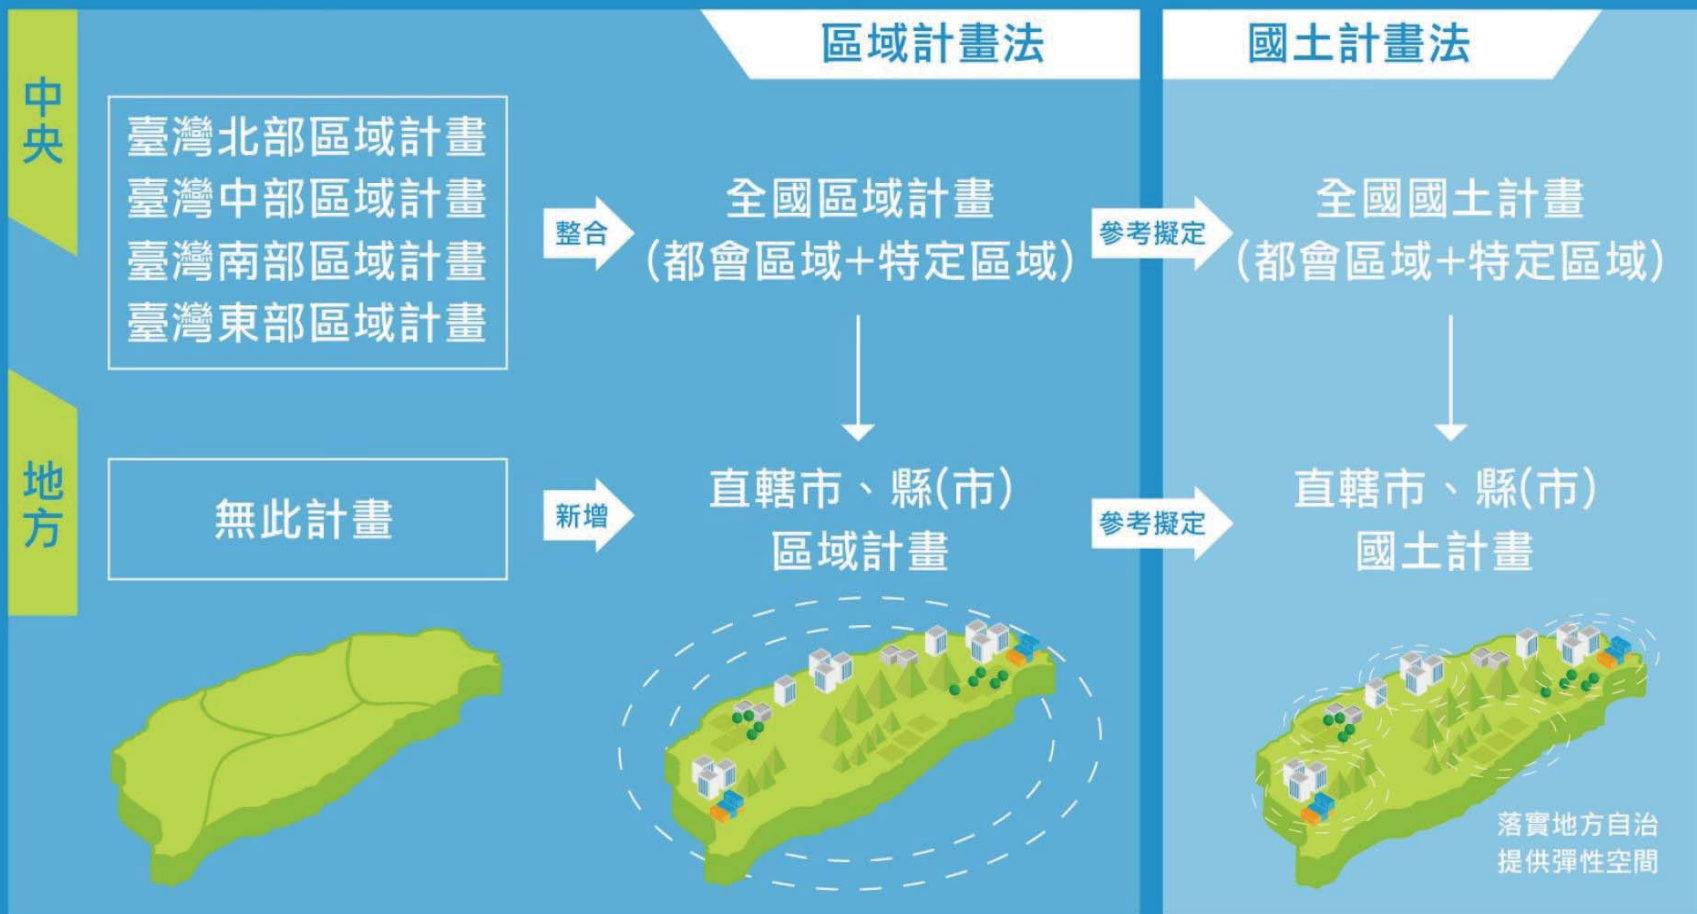 區域計畫法
國土計畫法
中央
臺灣北部區域計畫
臺灣中部區域計畫
臺灣南部區域計畫
臺灣東部區域計畫
整合
全國區域計畫
(都會區域+特定區域)
參考擬定
全國國土計畫
(都會區域+特定區域)
地方
無此計畫
新增
直轄市、縣(市)
區域計畫
參考擬定
直轄市、縣(市)
國土計畫
落實地方自治
提供彈性空間